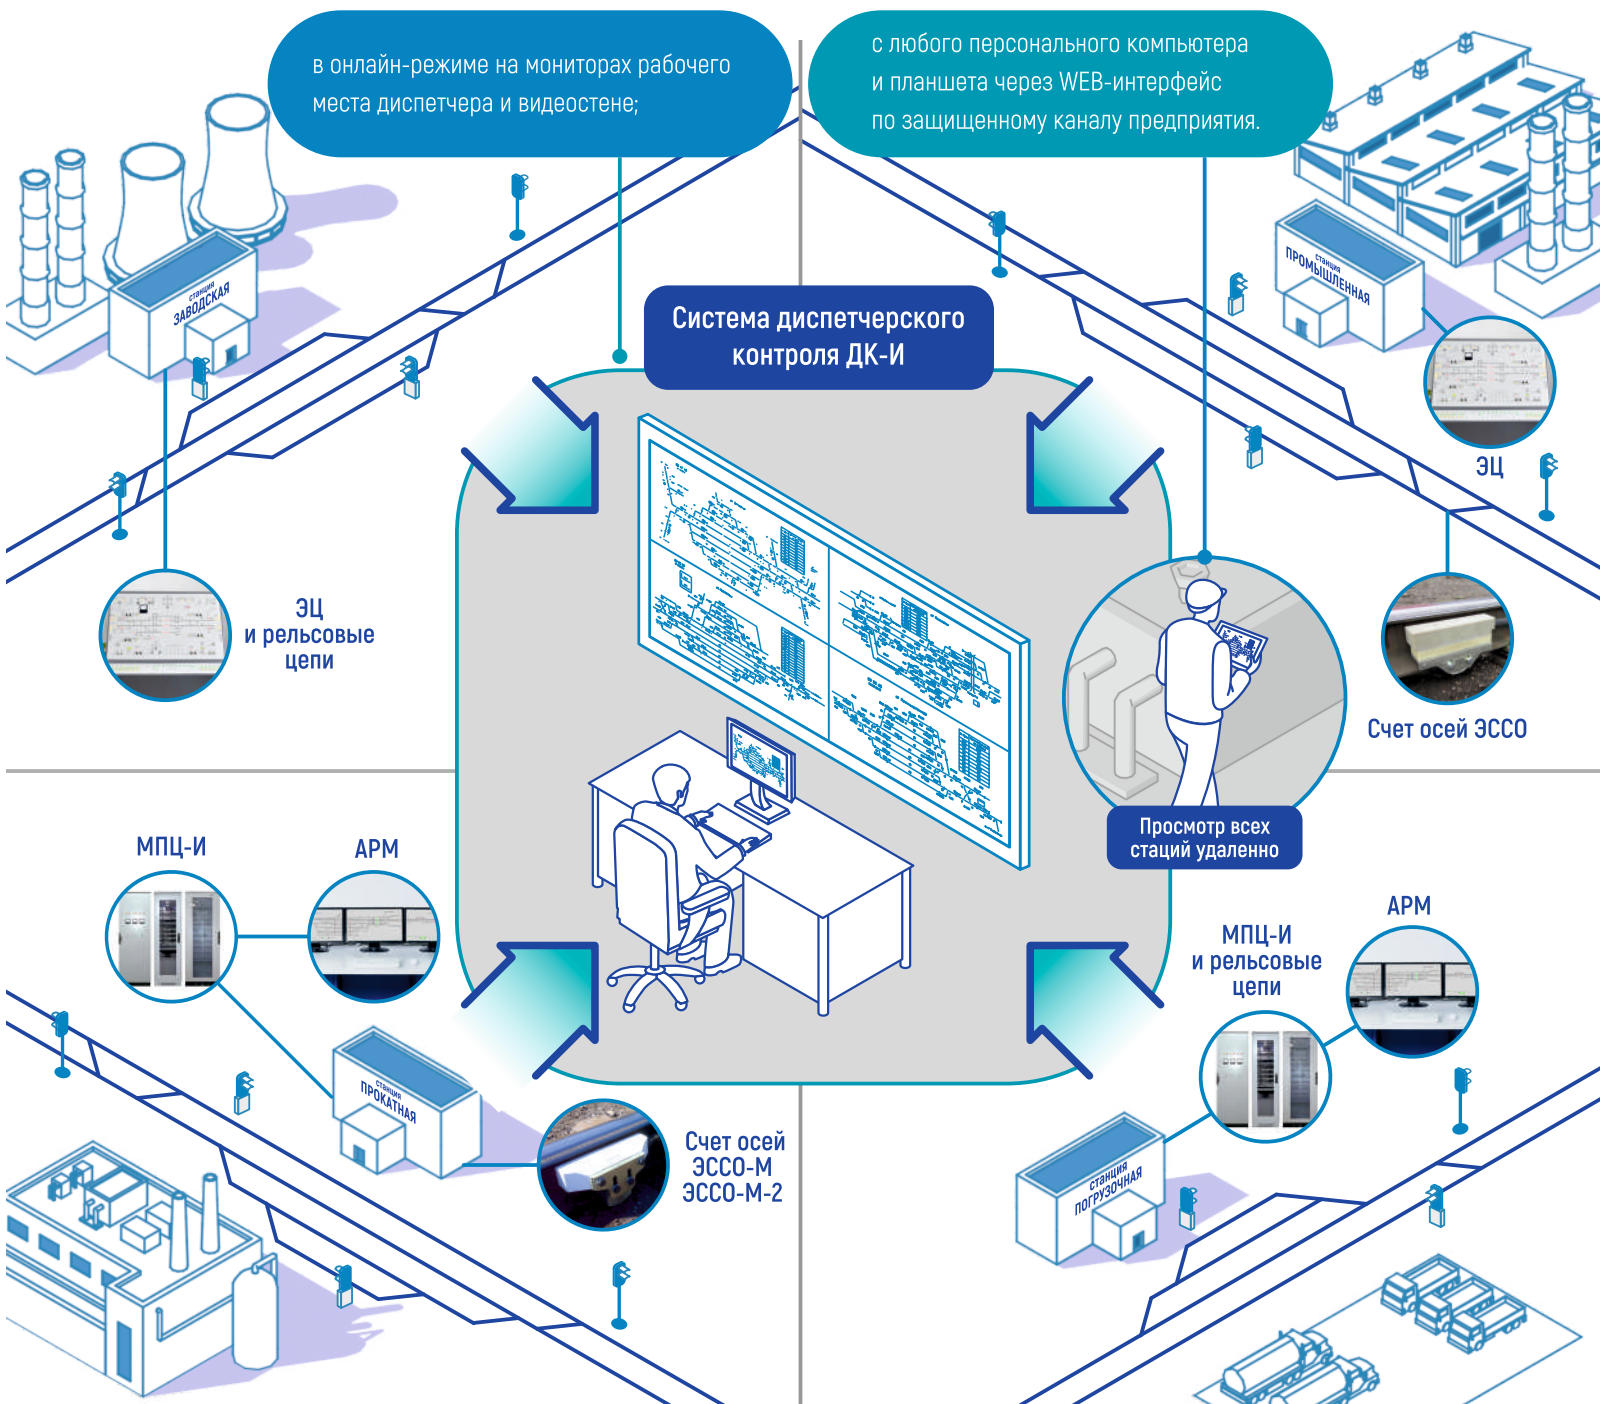 в онлайн-режиме на мониторах рабочего
места диспетчера и видеостене;
с любого персонального компьютера
и планшета через WEB-интерфейс
по защищенному каналу предприятия.
Система диспетчерского
контроля ДК-И
станция
ЗАВОДСКАЯ
станция
ПРОМЫШЛЕННАЯ
ЭЦ
ЭЦ
и рельсовые
цепи
Счет осей ЭССО
Просмотр всех
стаций удаленно
МПЦ-И
АРМ
станция
ПРОКАТНАЯ
Счет осей
ЭССО-М
ЭССО-М-2
АРМ
МПЦ-И
и рельсовые
цепи
станция
ПОГРУЗОЧНАЯ